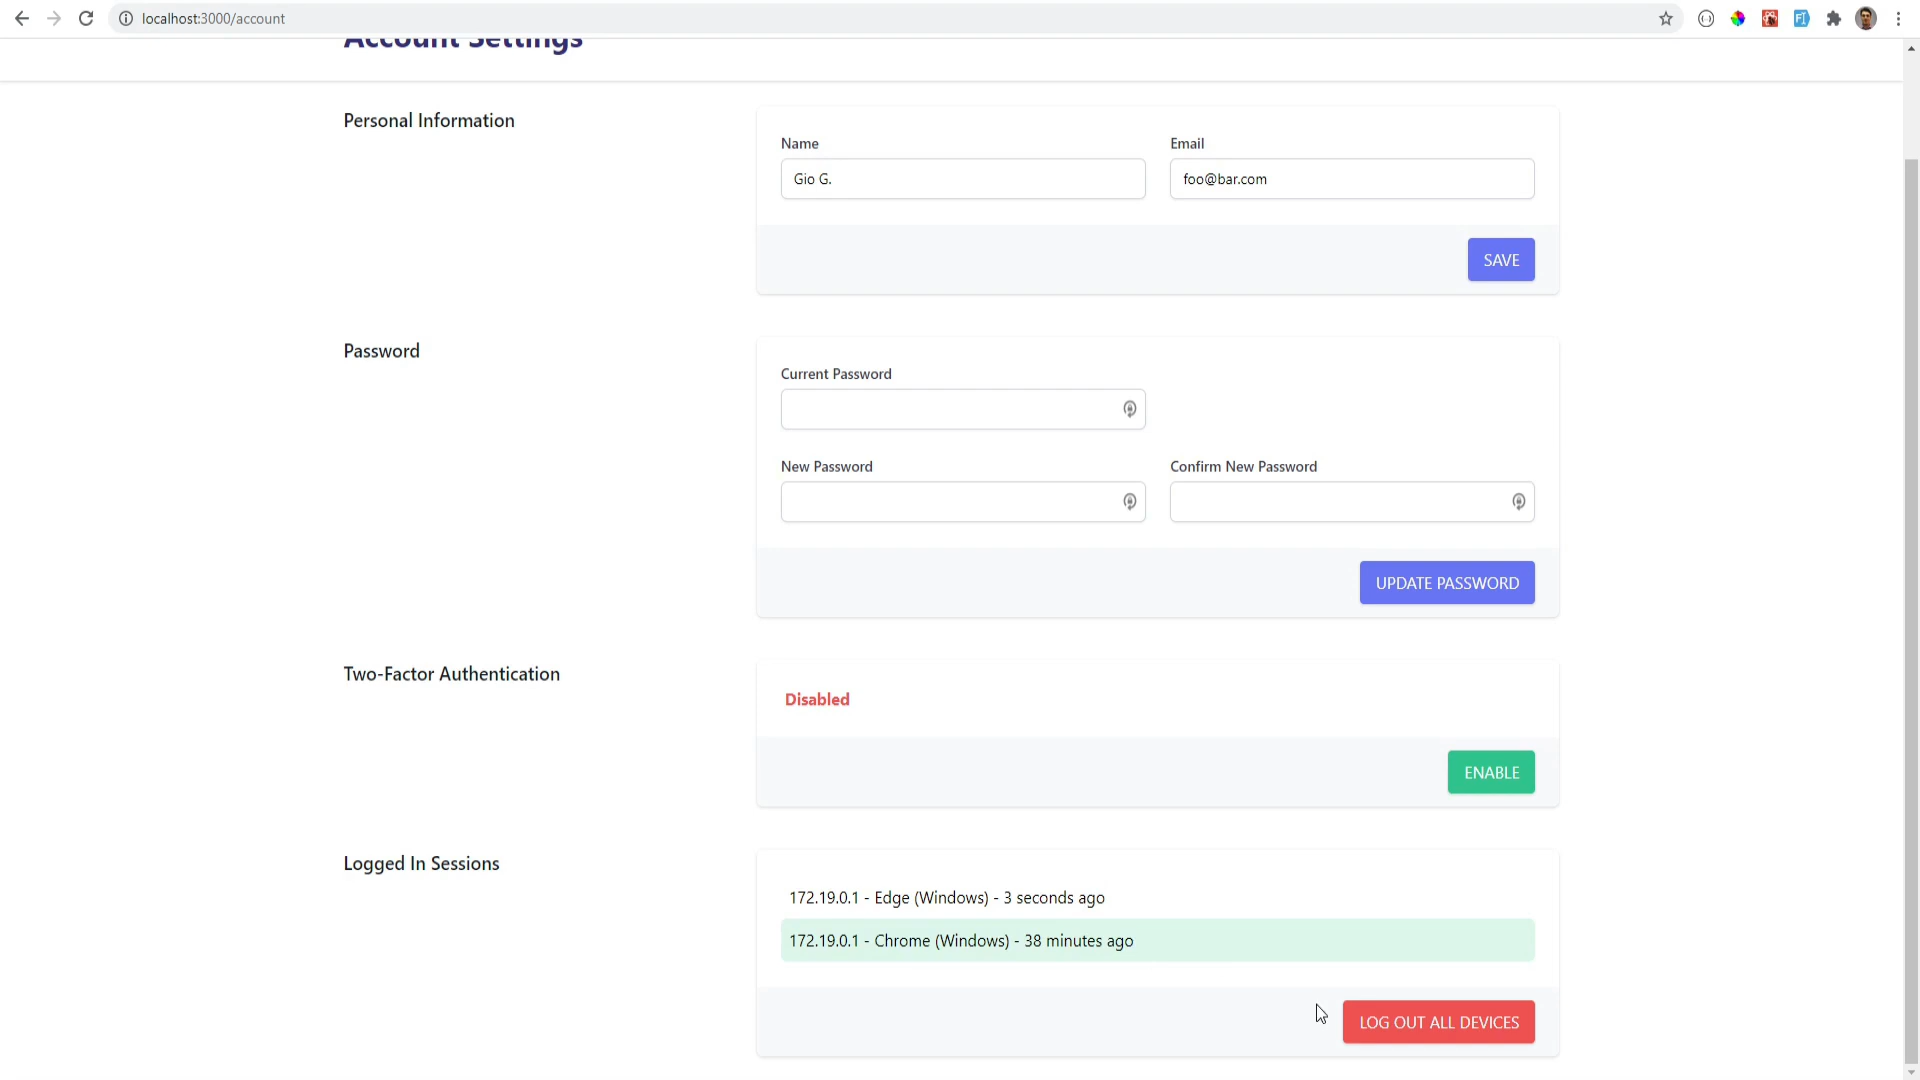 localhost:3000/account
Account Settings
Personal Information
Name
Email
Gio G.
foo@bar.com
SAVE
Password
Current Password
New Password
Confirm New Password
UPDATE PASSWORD
Two-Factor Authentication
Disabled
ENABLE
Logged In Sessions
172.19.0.1 - Edge (Windows) - 3 seconds ago
172.19.0.1 - Chrome (Windows) - 38 minutes ago
LOG OUT ALL DEVICES